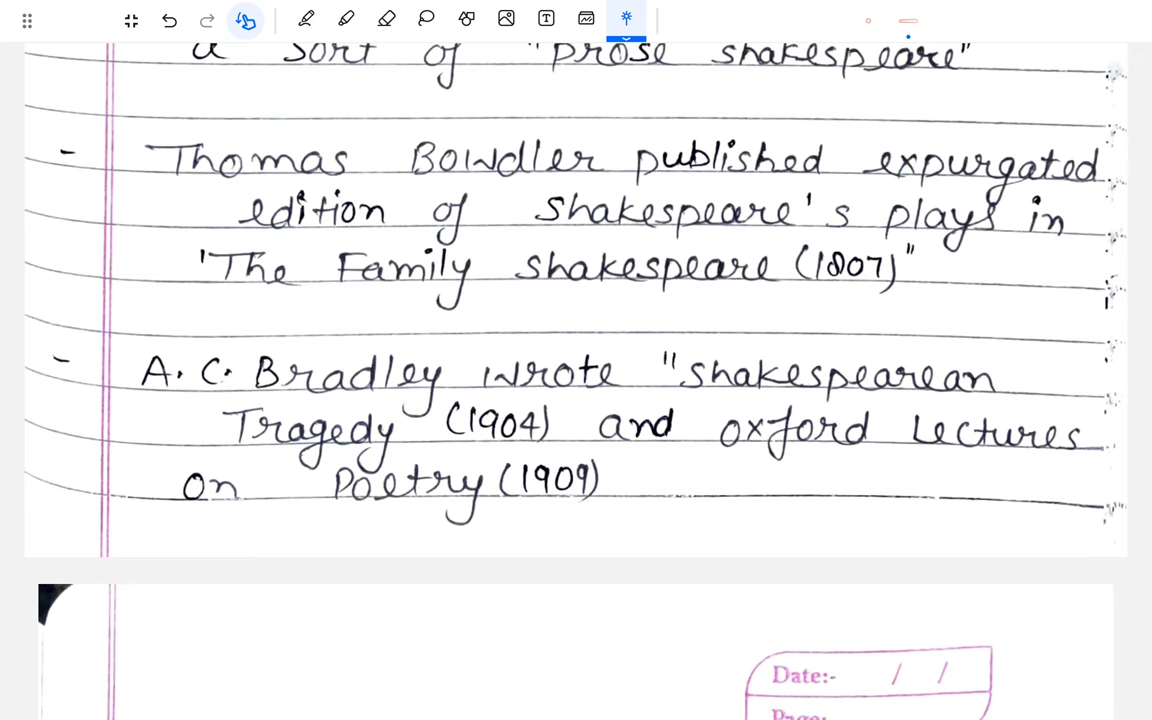 a sort of "prose shakespeare"
- Thomas Bowdler published expurgated
edition of shakespeare's plays in
'The Family shakespeare (1807)"
- A. C. Bradley wrote "shakespearean
Tragedy (1904) and oxford Lectures
on Poetry (1909)
Date:- / /
Page: